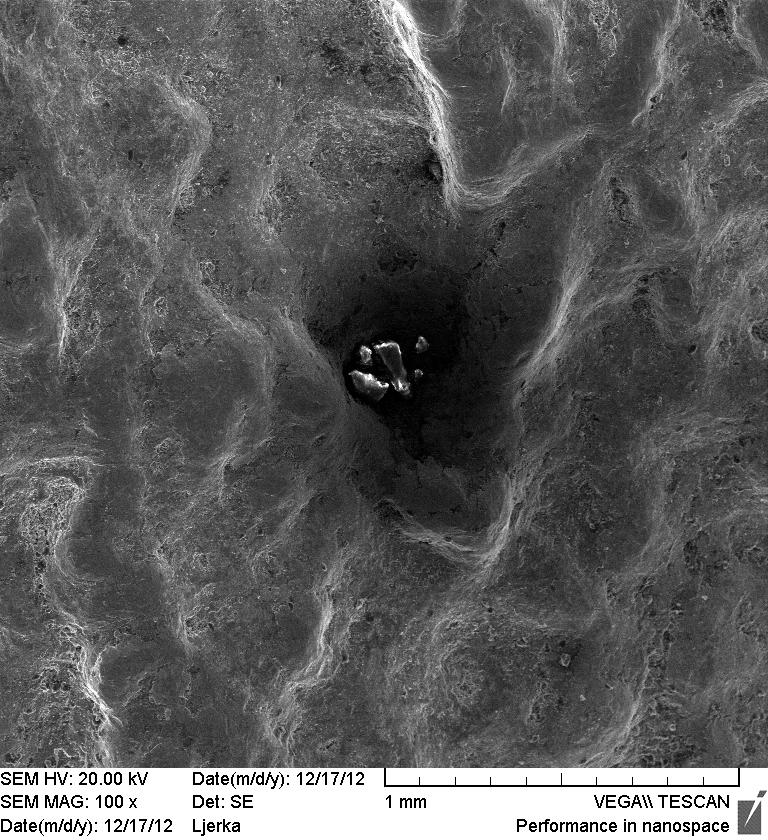 SEM HV: 20.00 kV Date(m/d/y): 12/17/12
SEM MAG: 100 x Det: SE 1 mm VEGA\\ TESCAN
Date(m/d/y): 12/17/12 Ljerka Performance in nanospace